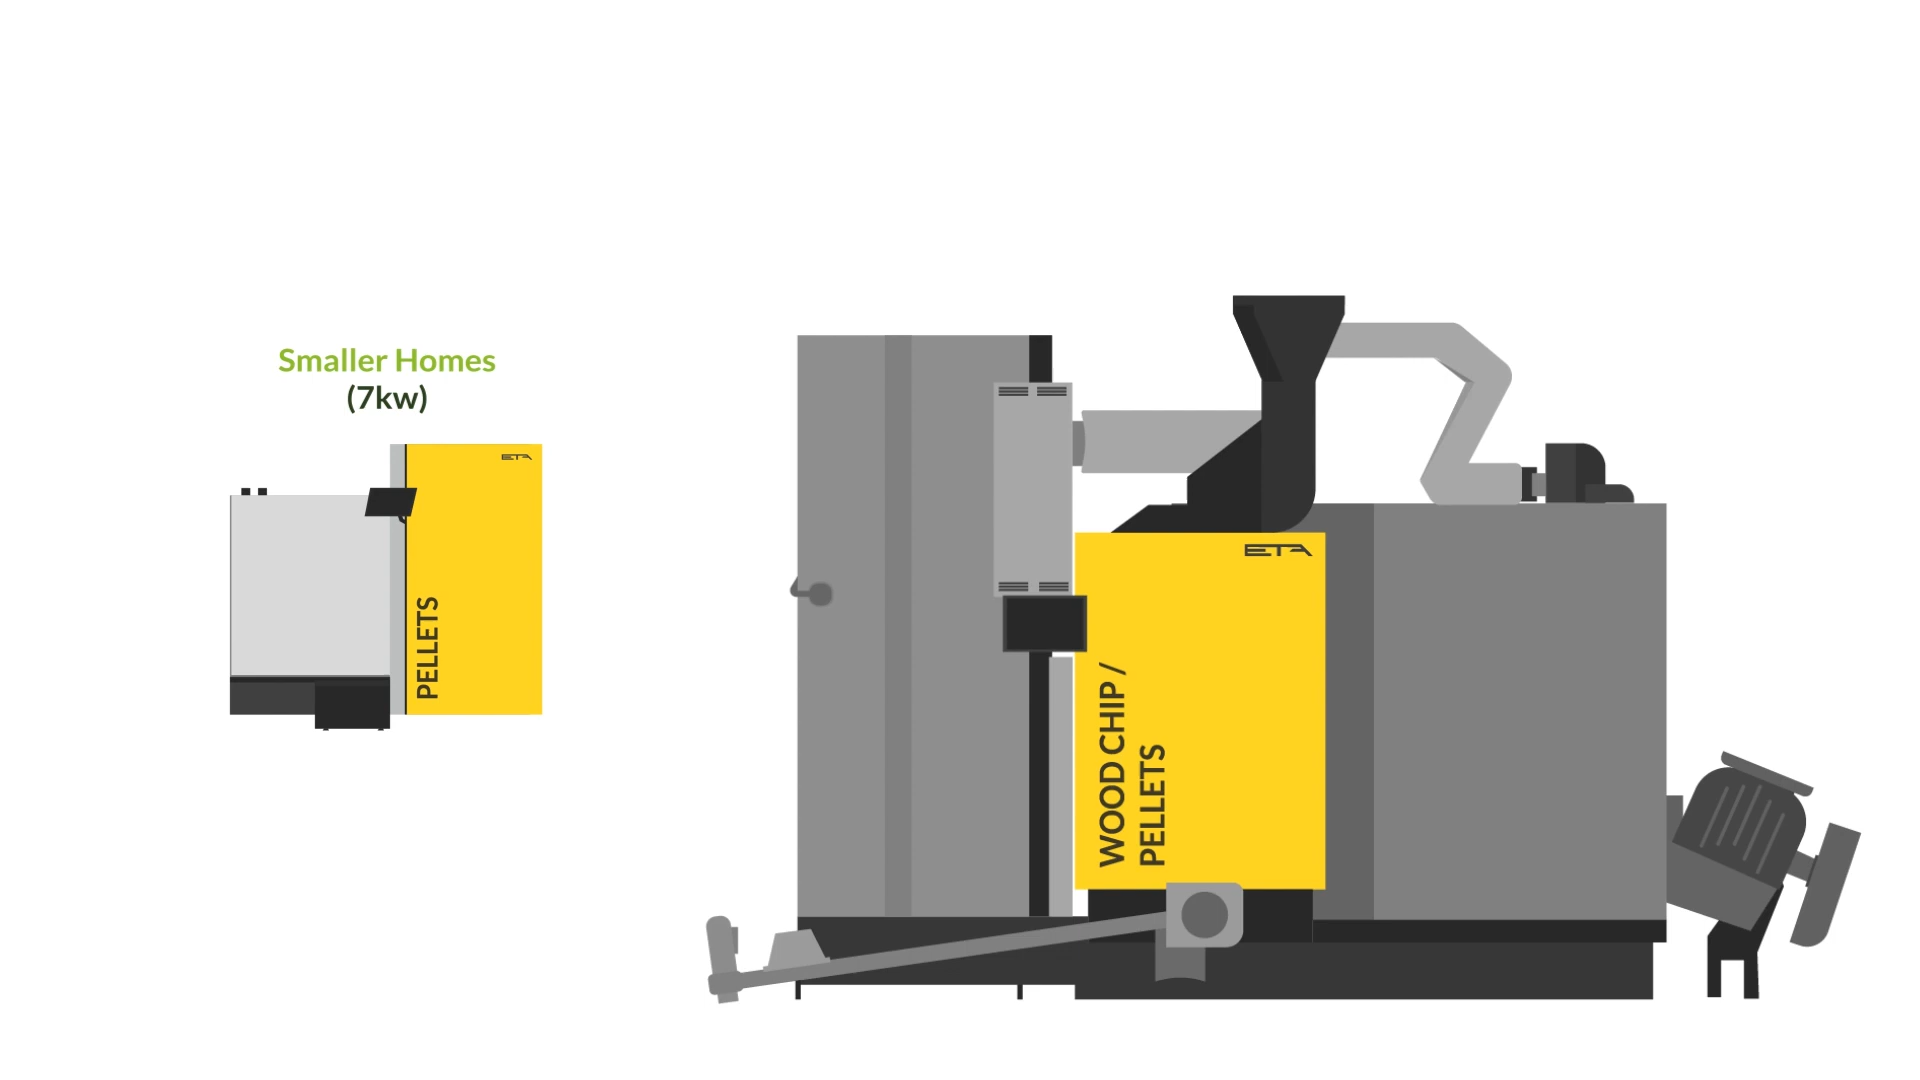 Smaller Homes
(7kw)
ETA
PELLETS
ETA
WOOD CHIP /
PELLETS